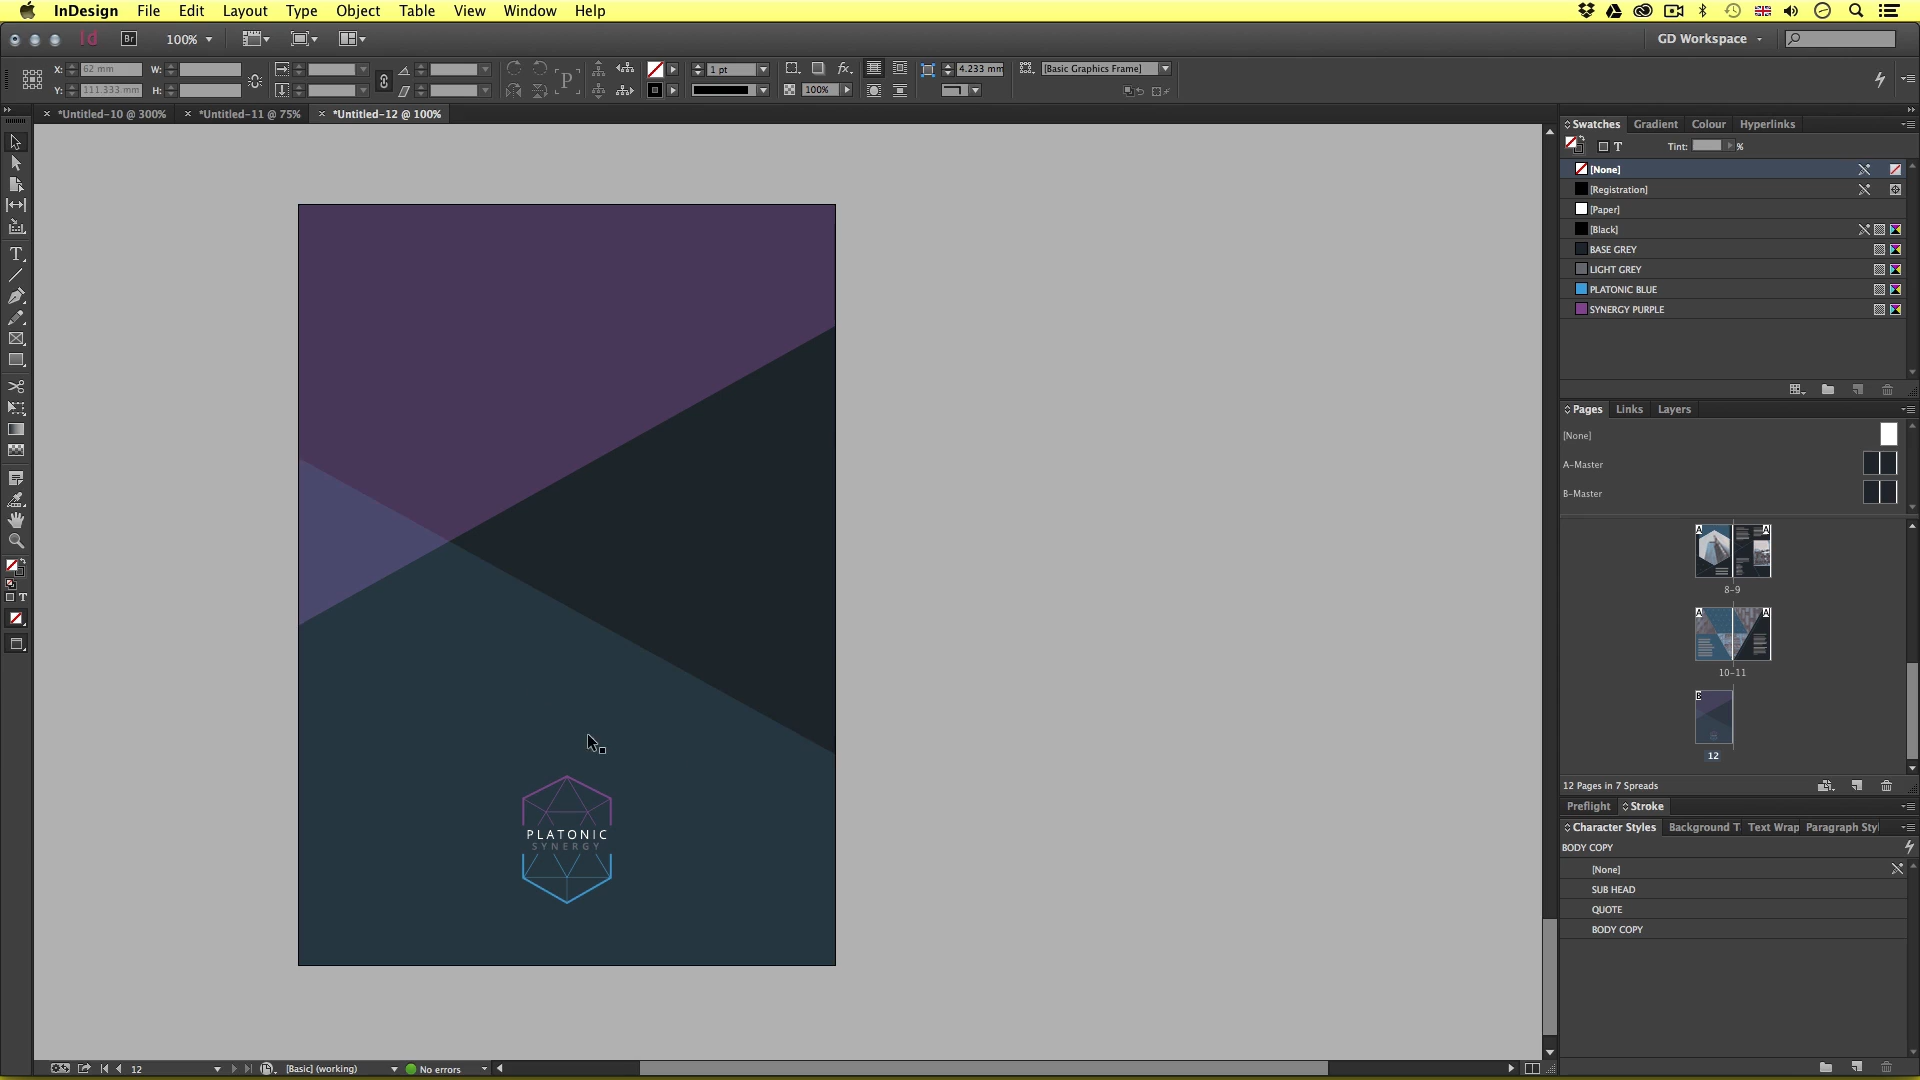 InDesign File Edit Layout Type Object Table View Window Help
Id Br 100% GD Workspace
X: 62 mm W: 1 pt fx 4.233 mm [Basic Graphics Frame]
Y: 111.333 mm H: P 100%
*Untitled-10 @ 300% *Untitled-11 @ 75% *Untitled-12 @ 100%
Swatches Gradient Colour Hyperlinks
T Tint: %
[None]
[Registration]
[Paper]
[Black]
BASE GREY
LIGHT GREY
PLATONIC BLUE
SYNERGY PURPLE
Pages Links Layers
[None]
A-Master
B-Master
A A
8-9
A A
10-11
B
12
12 Pages in 7 Spreads
Preflight Stroke
Character Styles Background T Text Wrap Paragraph Styl
BODY COPY
[None]
SUB HEAD
QUOTE
BODY COPY
PLATONIC
SYNERGY
12 [Basic] (working) No errors